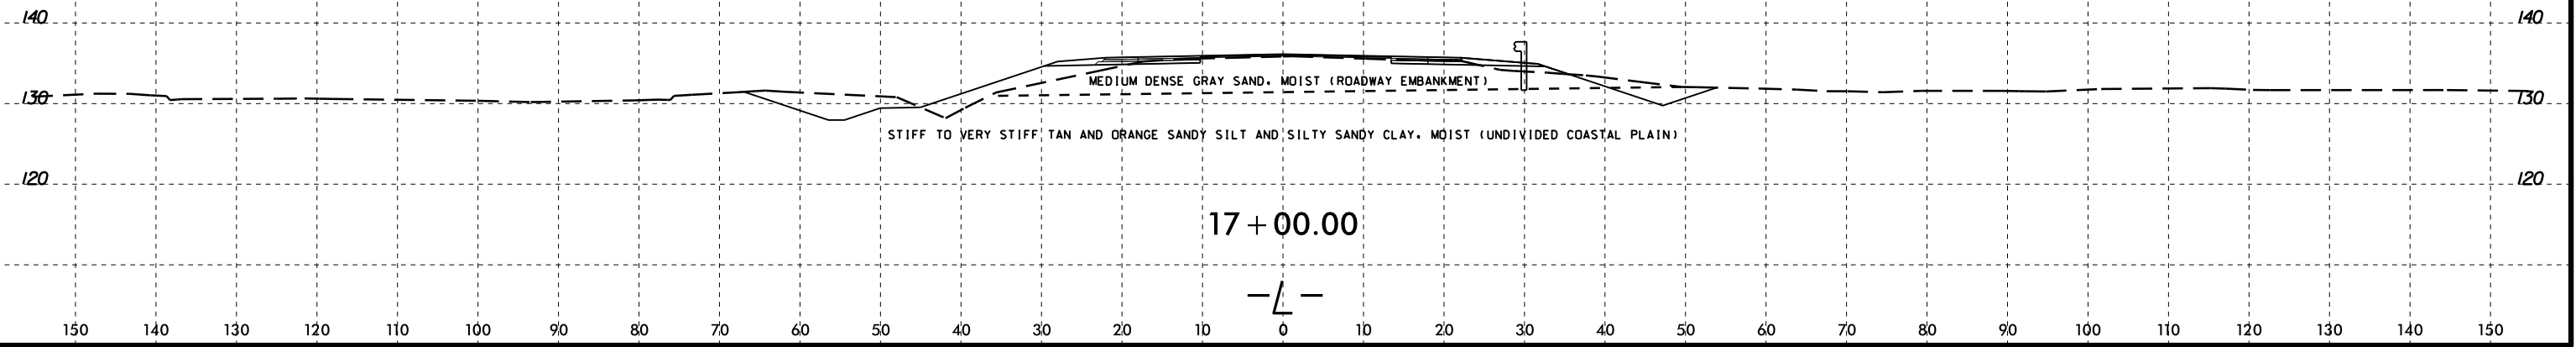 140 140
MEDIUM DENSE GRAY SAND, MOIST (ROADWAY EMBANKMENT)
130 130
STIFF TO VERY STIFF TAN AND ORANGE SANDY SILT AND SILTY SANDY CLAY, MOIST (UNDIVIDED COASTAL PLAIN)
120 120
17+00.00
-L-
150 140 130 120 110 100 90 80 70 60 50 40 30 20 10 0 10 20 30 40 50 60 70 80 90 100 110 120 130 140 150